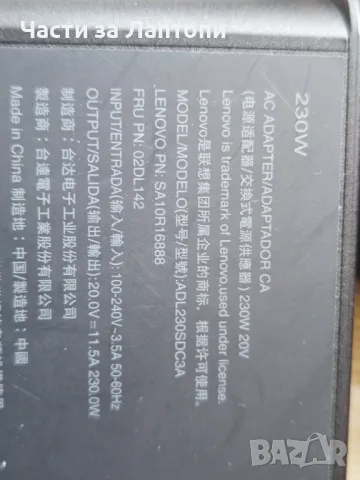 Части за Лаптопи
230W
AC ADAPTER/ADAPTADOR CA
(电源适配器/交換式電源供應器) 230W 20V
Lenovo is trademark of Lenovo,used under license.
Lenovo是联想集团所属企业的商标，根据许可使用。
MODEL/MODELO(型号/型號):ADL230SDC3A
LENOVO PN: SA10R16888
FRU PN: 02DL142
INPUT/ENTRADA(输入/輸入):100-240V~3.5A 50-60Hz
OUTPUT/SALIDA(输出/輸出):20.0V⎓11.5A 230.0W
制造商：台达电子工业股份有限公司
製造商：台達電子工業股份有限公司
Made in China 制造地：中国/製造地：中國
BAZAR